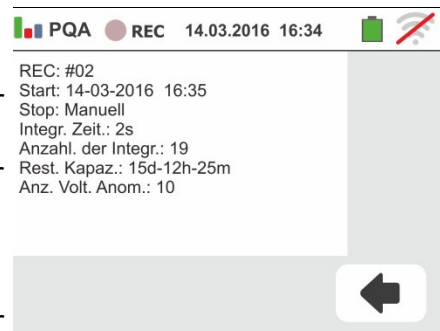 PQA REC 14.03.2016 16:34
REC: #02
Start: 14-03-2016 16:35
Stop: Manuell
Integr. Zeit.: 2s
Anzahl. der Integr.: 19
Rest. Kapaz.: 15d-12h-25m
Anz. Volt. Anom.: 10